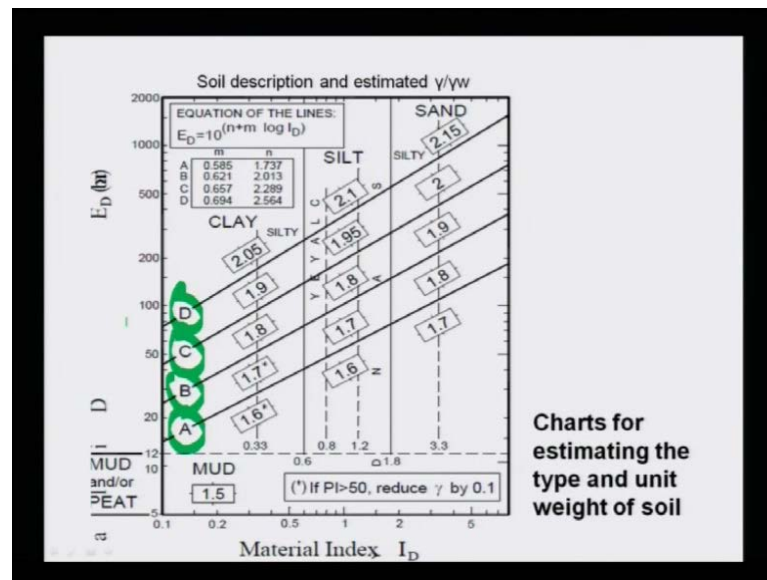 Soil description and estimated γ/γw
EQUATION OF THE LINES:
E_D=10^(n+m log I_D)
m n
A 0.585 1.737
B 0.621 2.013
C 0.657 2.289
D 0.694 2.564
SAND
SILTY
SILT
CLAY
SILTY
C L A Y E Y
S A N D Y
2.05
2.1
2.15
1.9
1.95
2
1.8
1.8
1.9
1.7*
1.7
1.8
1.6*
1.6
1.7
D
C
B
A
0.33
0.8
1.2
3.3
0.6
1.8
MUD
1.5
(*) If PI>50, reduce γ by 0.1
MUD
and/or
PEAT
E_D (bar)
D
i
a
2000
1000
500
200
100
50
20
12
10
5
0.1 0.2 0.5 1 2 5
Material Index I_D
Charts for
estimating the
type and unit
weight of soil